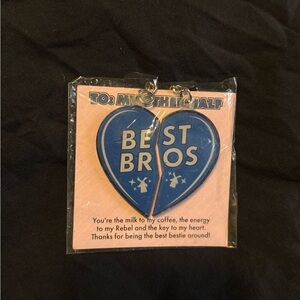 TO: MY OTHER HALF
BEST
BROS
You're the milk to my coffee, the energy
to my Rebel and the key to my heart.
Thanks for being the best bestie around!